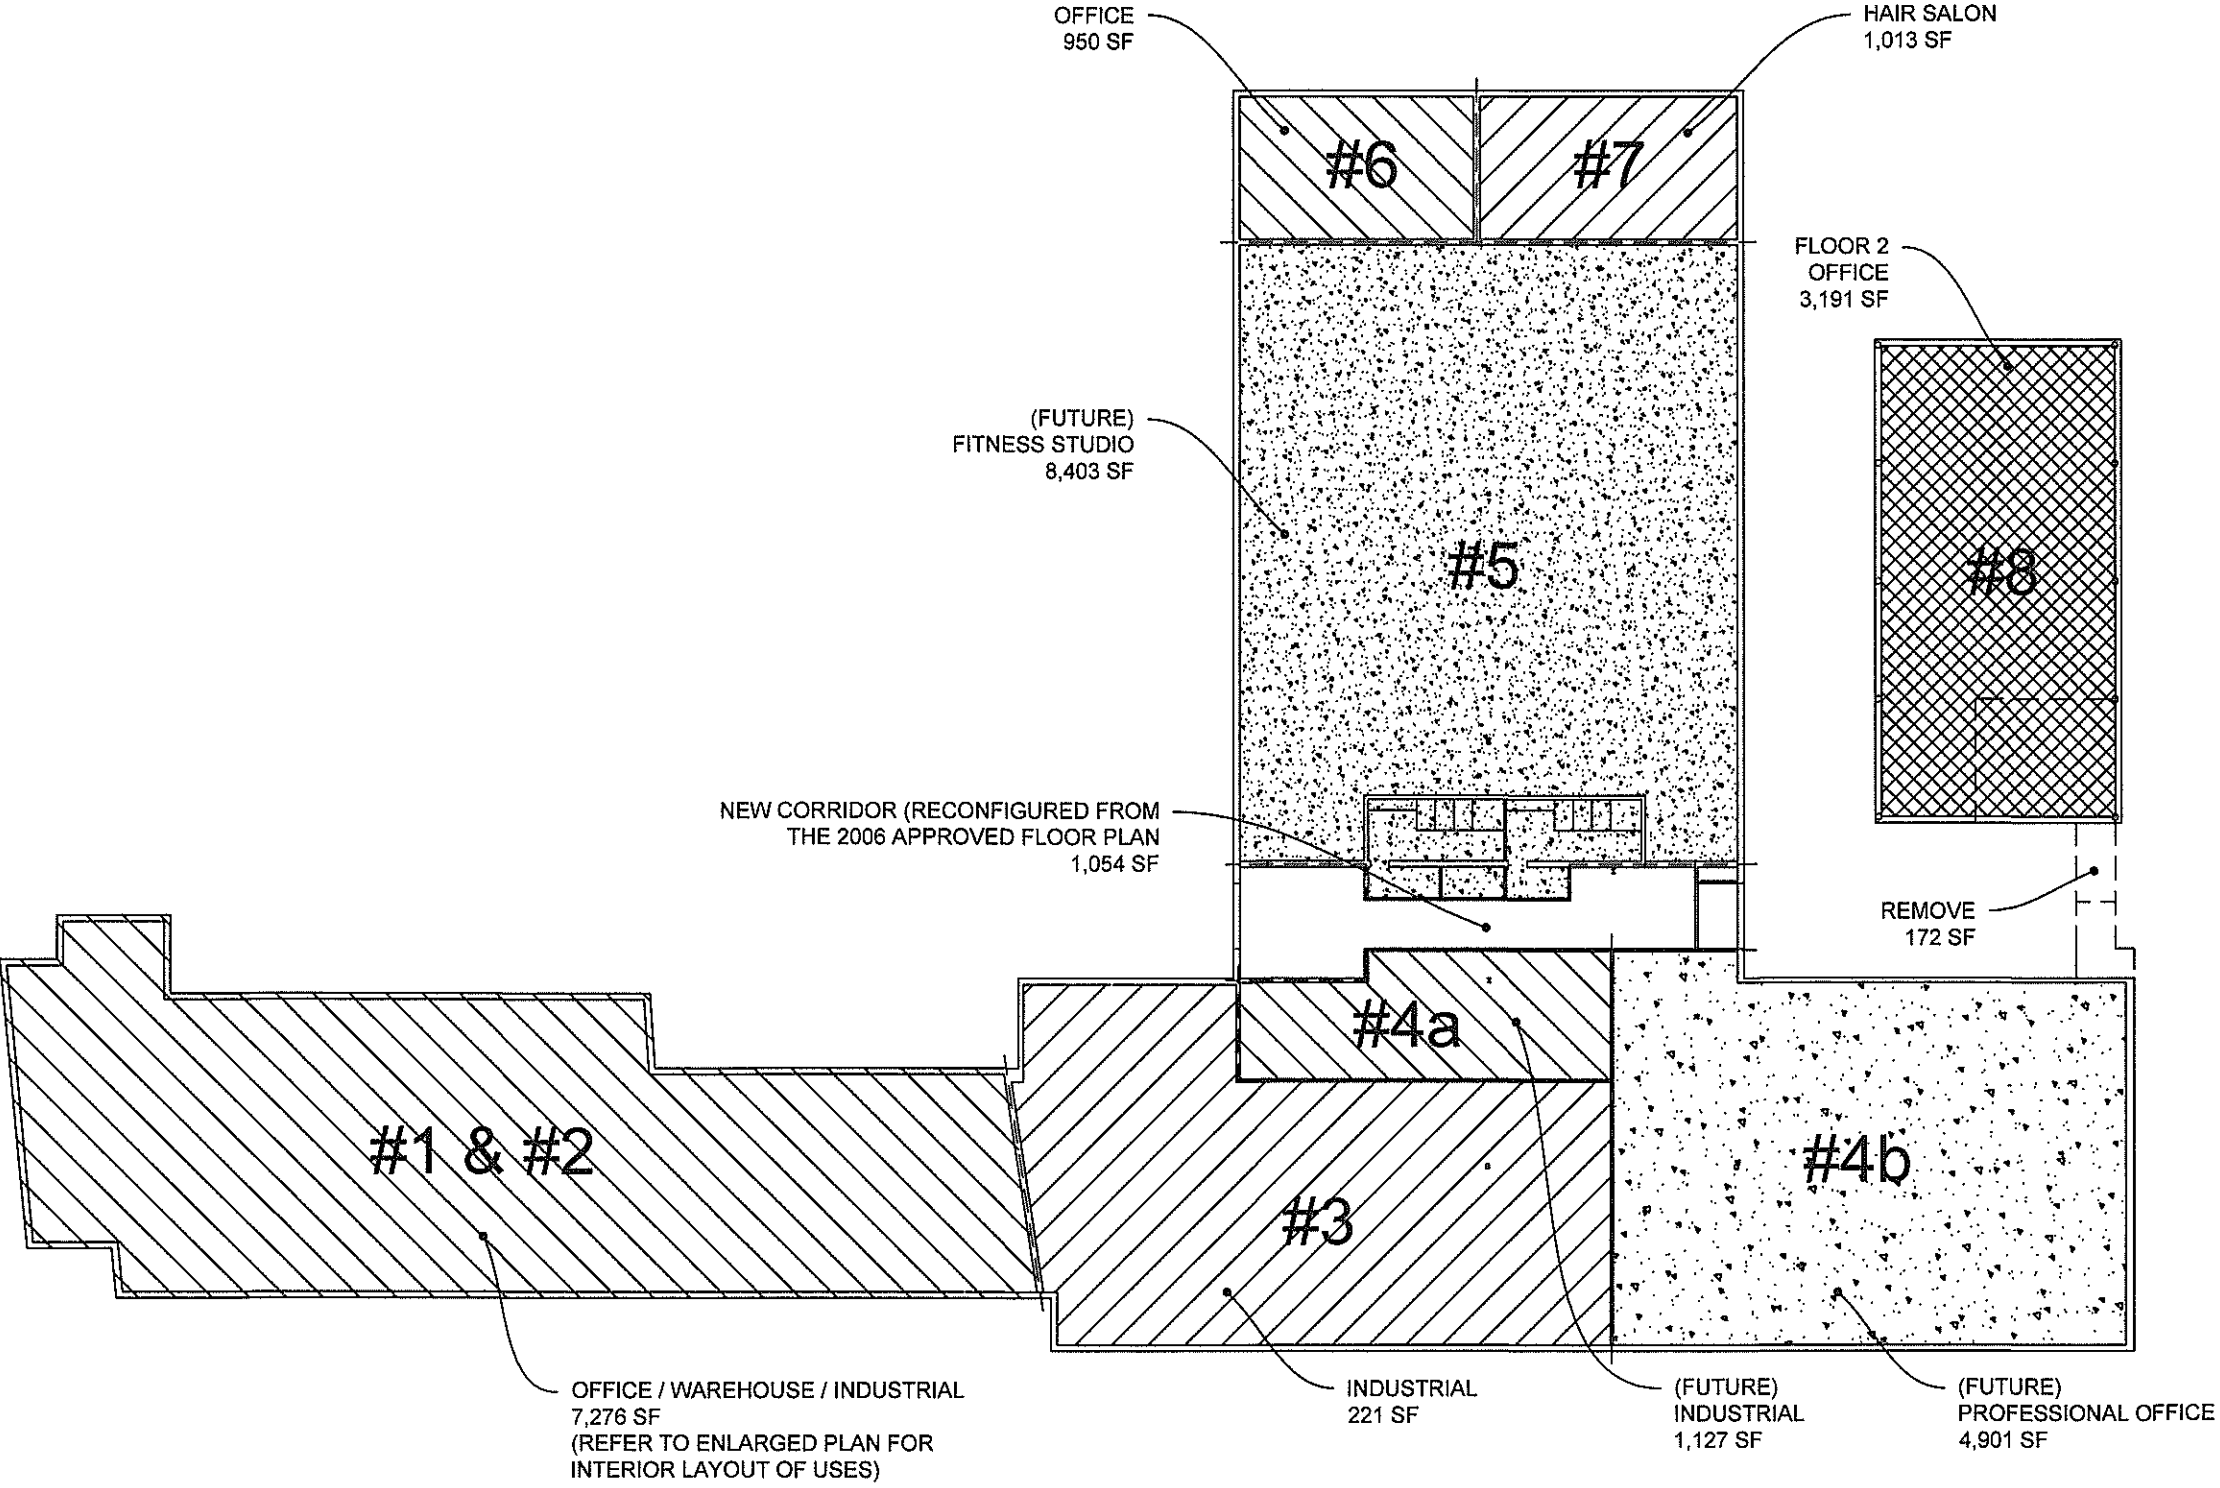 OFFICE
950 SF
HAIR SALON
1,013 SF
#6
#7
FLOOR 2
OFFICE
3,191 SF
(FUTURE)
FITNESS STUDIO
8,403 SF
#5
#8
NEW CORRIDOR (RECONFIGURED FROM
THE 2006 APPROVED FLOOR PLAN
1,054 SF
REMOVE
172 SF
#4a
#1 & #2
#4b
#3
OFFICE / WAREHOUSE / INDUSTRIAL
7,276 SF
(REFER TO ENLARGED PLAN FOR
INTERIOR LAYOUT OF USES)
INDUSTRIAL
221 SF
(FUTURE)
INDUSTRIAL
1,127 SF
(FUTURE)
PROFESSIONAL OFFICE
4,901 SF